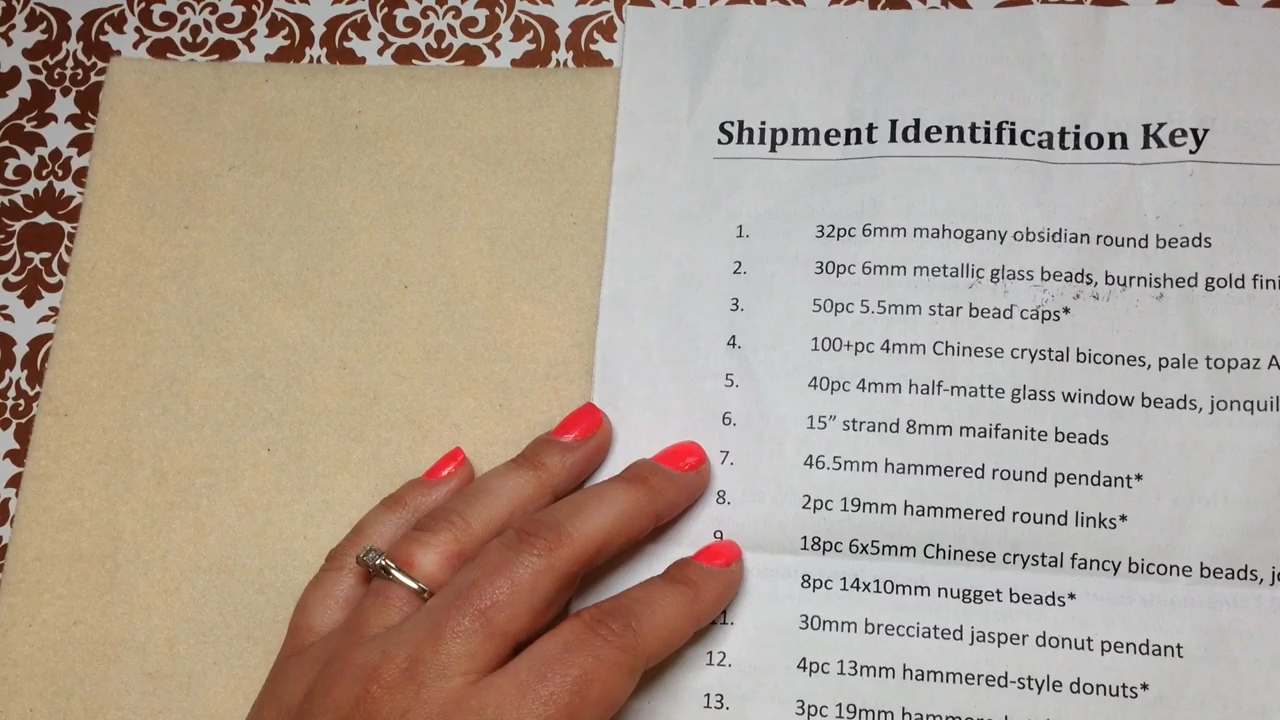 Shipment Identification Key
1. 32pc 6mm mahogany obsidian round beads
2. 30pc 6mm metallic glass beads, burnished gold fini
3. 50pc 5.5mm star bead caps*
4. 100+pc 4mm Chinese crystal bicones, pale topaz A
5. 40pc 4mm half-matte glass window beads, jonquil
6. 15” strand 8mm maifanite beads
7. 46.5mm hammered round pendant*
8. 2pc 19mm hammered round links*
9. 18pc 6x5mm Chinese crystal fancy bicone beads, j
8pc 14x10mm nugget beads*
11. 30mm brecciated jasper donut pendant
12. 4pc 13mm hammered-style donuts*
13. 3pc 19mm